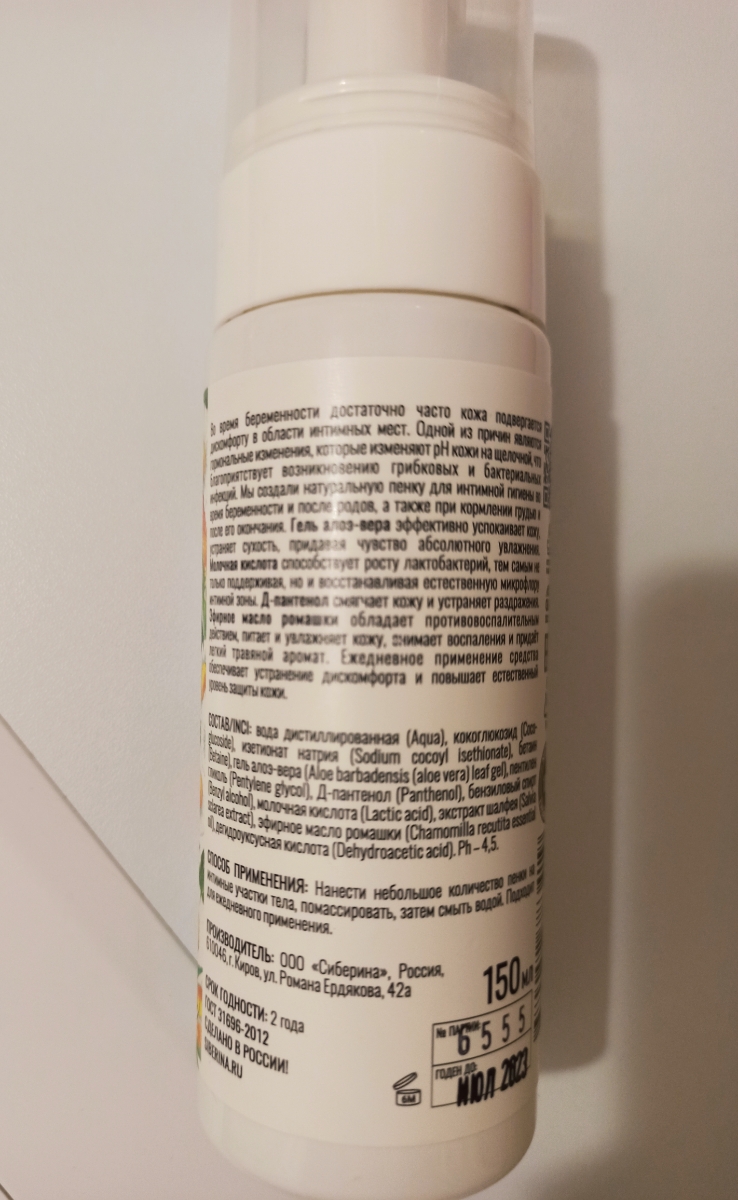 Во время беременности достаточно часто кожа подвергается
дискомфорту в области интимных мест. Одной из причин являются
гормональные изменения, которые изменяют pH кожи на щелочной, что
благоприятствует возникновению грибковых и бактериальных
инфекций. Мы создали натуральную пенку для интимной гигиены во
время беременности и после родов, а также при кормлении грудью и
после его окончания. Гель алоэ-вера эффективно успокаивает кожу,
устраняет сухость, придавая чувство абсолютного увлажнения.
Молочная кислота способствует росту лактобактерий, тем самым не
только поддерживая, но и восстанавливая естественную микрофлору
интимной зоны. Д-пантенол смягчает кожу и устраняет раздражения.
Эфирное масло ромашки обладает противовоспалительным
действием, питает и увлажняет кожу, снимает воспаления и придаёт
легкий травяной аромат. Ежедневное применение средства
обеспечивает устранение дискомфорта и повышает естественный
уровень защиты кожи.
СОСТАВ/INCI: вода дистиллированная (Aqua), кокоглюкозид (Coco-
glucoside), изетионат натрия (Sodium cocoyl isethionate), бетаин
(Betaine), гель алоэ-вера (Aloe barbadensis (aloe vera) leaf gel), пентилен
гликоль (Pentylene glycol), Д-пантенол (Panthenol), бензиловый спирт
(Benzyl alcohol), молочная кислота (Lactic acid), экстракт шалфея (Salvia
sclarea extract), эфирное масло ромашки (Chamomilla recutita essential
oil), дегидроуксусная кислота (Dehydroacetic acid). Ph – 4,5.
СПОСОБ ПРИМЕНЕНИЯ: Нанести небольшое количество пенки на
интимные участки тела, помассировать, затем смыть водой. Подходит
для ежедневного применения.
ПРОИЗВОДИТЕЛЬ: ООО «Сиберина», Россия,
610046, г. Киров, ул. Романа Ердякова, 42а
150 мл
СРОК ГОДНОСТИ: 2 года
ГОСТ 31696-2012
СДЕЛАНО В РОССИИ!
SIBERINA.RU
№ ПАРТИИ
6 5 5 5
ГОДЕН ДО:
ИЮЛ 2023
6M